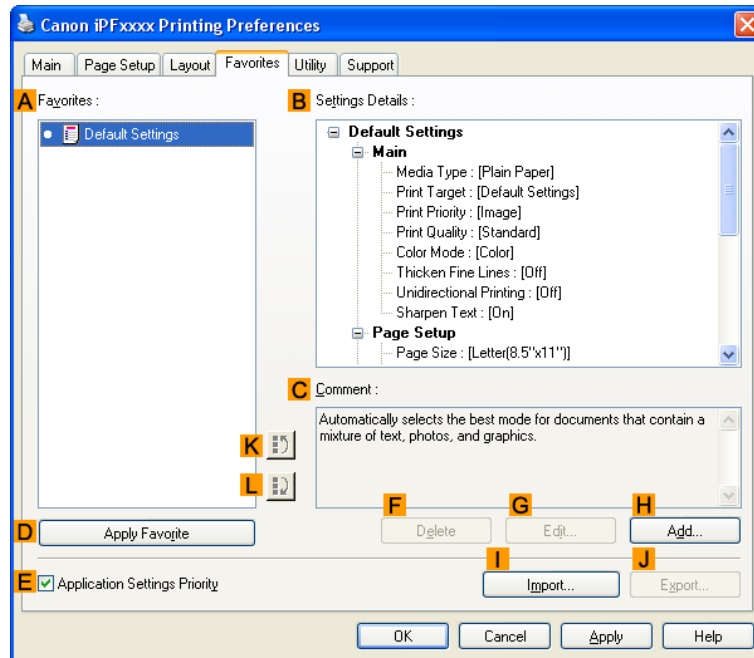 Canon iPFxxxx Printing Preferences
Main Page Setup Layout Favorites Utility Support
A Favorites :
Default Settings
B Settings Details :
Default Settings
Main
Media Type : [Plain Paper]
Print Target : [Default Settings]
Print Priority : [Image]
Print Quality : [Standard]
Color Mode : [Color]
Thicken Fine Lines : [Off]
Unidirectional Printing : [Off]
Sharpen Text : [On]
Page Setup
Page Size : [Letter(8.5"x11")]
C Comment :
Automatically selects the best mode for documents that contain a
mixture of text, photos, and graphics.
K
L
D Apply Favorite
F Delete
G Edit...
H Add...
E Application Settings Priority
I Import...
J Export...
OK Cancel Apply Help